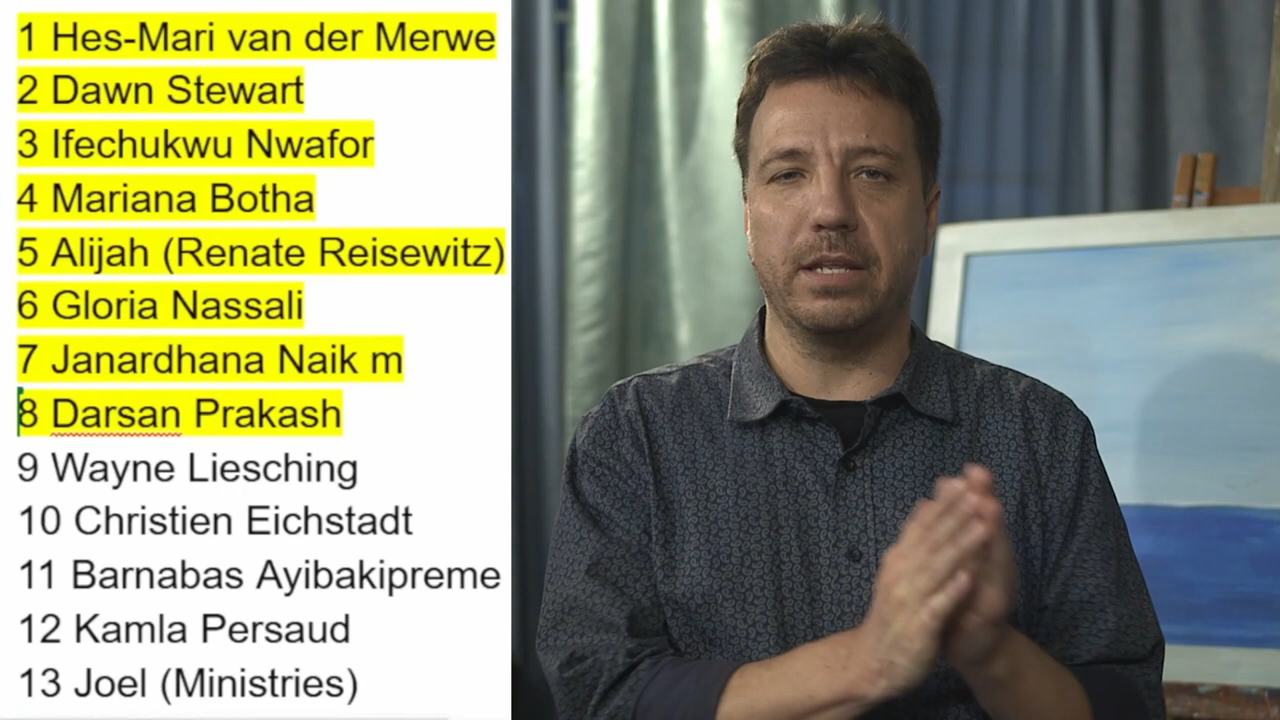 1 Hes-Mari van der Merwe
2 Dawn Stewart
3 Ifechukwu Nwafor
4 Mariana Botha
5 Alijah (Renate Reisewitz)
6 Gloria Nassali
7 Janardhana Naik m
8 Darsan Prakash
9 Wayne Liesching
10 Christien Eichstadt
11 Barnabas Ayibakipreme
12 Kamla Persaud
13 Joel (Ministries)